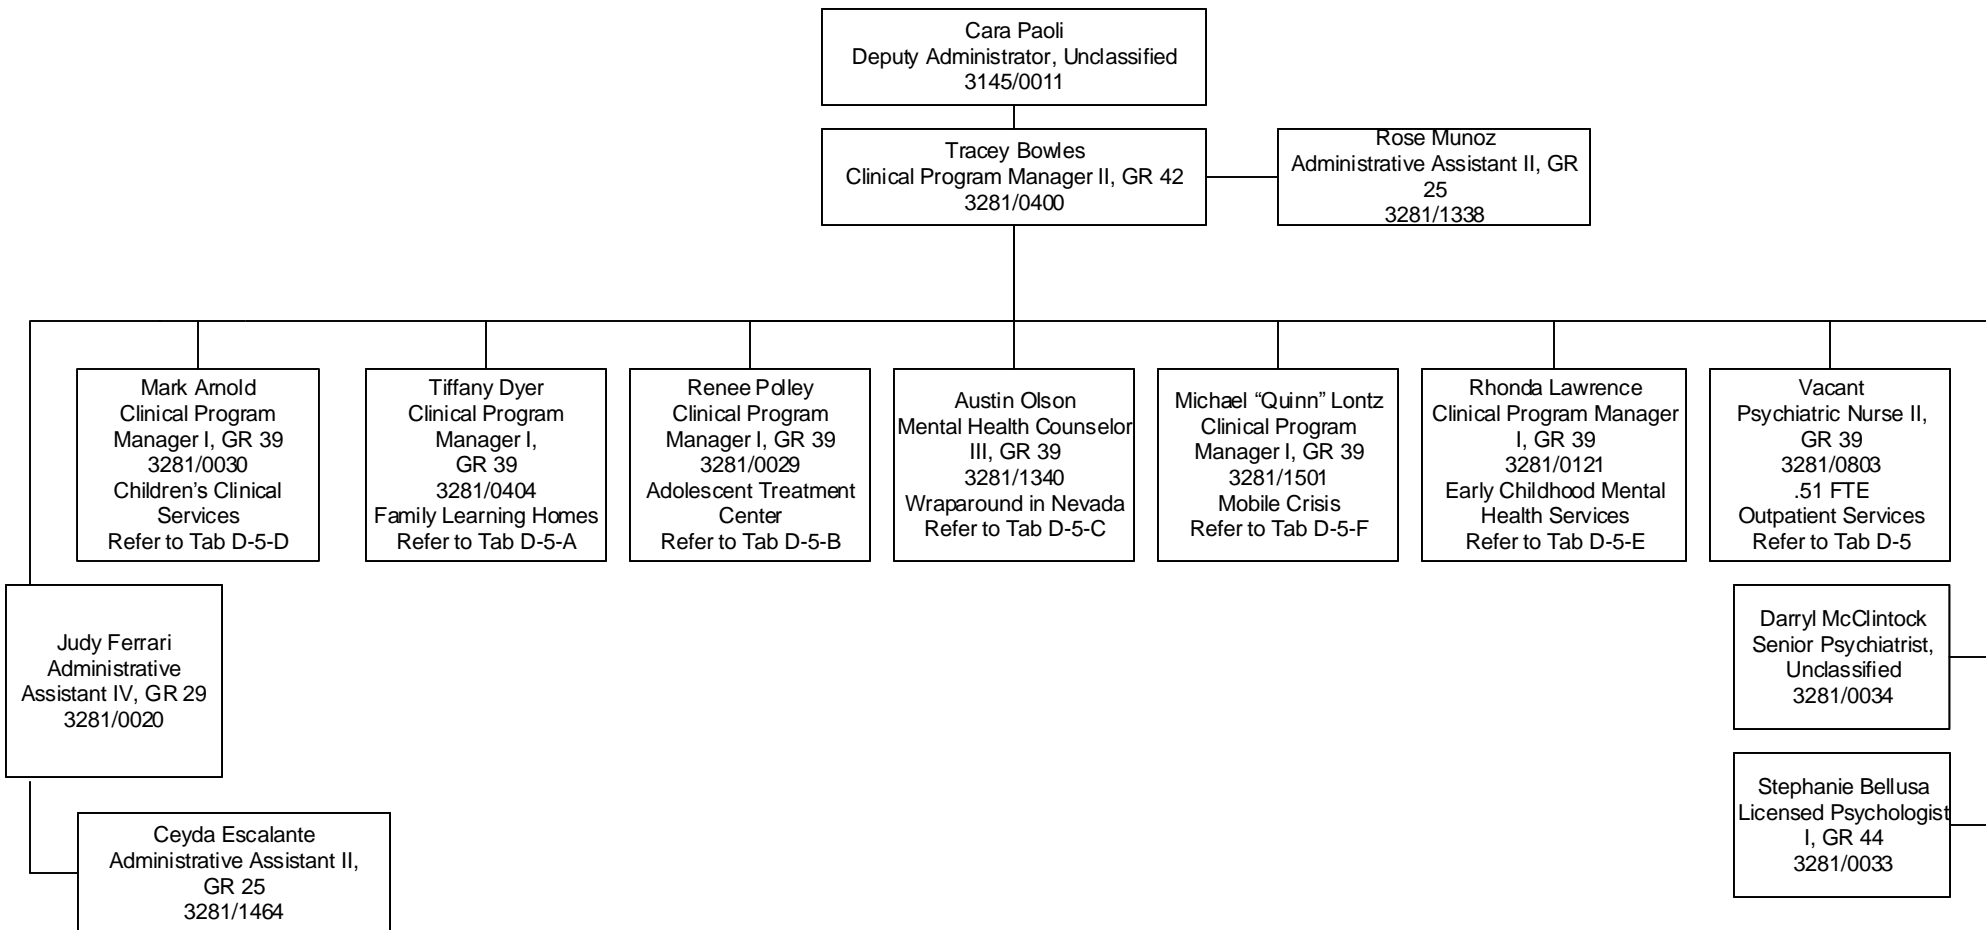 Cara Paoli
Deputy Administrator, Unclassified
3145/0011
Tracey Bowles
Clinical Program Manager II, GR 42
3281/0400
Rose Munoz
Administrative Assistant II, GR
25
3281/1338
Mark Arnold
Clinical Program
Manager I, GR 39
3281/0030
Children's Clinical
Services
Refer to Tab D-5-D
Tiffany Dyer
Clinical Program
Manager I,
GR 39
3281/0404
Family Learning Homes
Refer to Tab D-5-A
Renee Polley
Clinical Program
Manager I, GR 39
3281/0029
Adolescent Treatment
Center
Refer to Tab D-5-B
Austin Olson
Mental Health Counselor
III, GR 39
3281/1340
Wraparound in Nevada
Refer to Tab D-5-C
Michael “Quinn” Lontz
Clinical Program
Manager I, GR 39
3281/1501
Mobile Crisis
Refer to Tab D-5-F
Rhonda Lawrence
Clinical Program Manager
I, GR 39
3281/0121
Early Childhood Mental
Health Services
Refer to Tab D-5-E
Vacant
Psychiatric Nurse II,
GR 39
3281/0803
.51 FTE
Outpatient Services
Refer to Tab D-5
Judy Ferrari
Administrative
Assistant IV, GR 29
3281/0020
Darryl McClintock
Senior Psychiatrist,
Unclassified
3281/0034
Ceyda Escalante
Administrative Assistant II,
GR 25
3281/1464
Stephanie Bellusa
Licensed Psychologist
I, GR 44
3281/0033